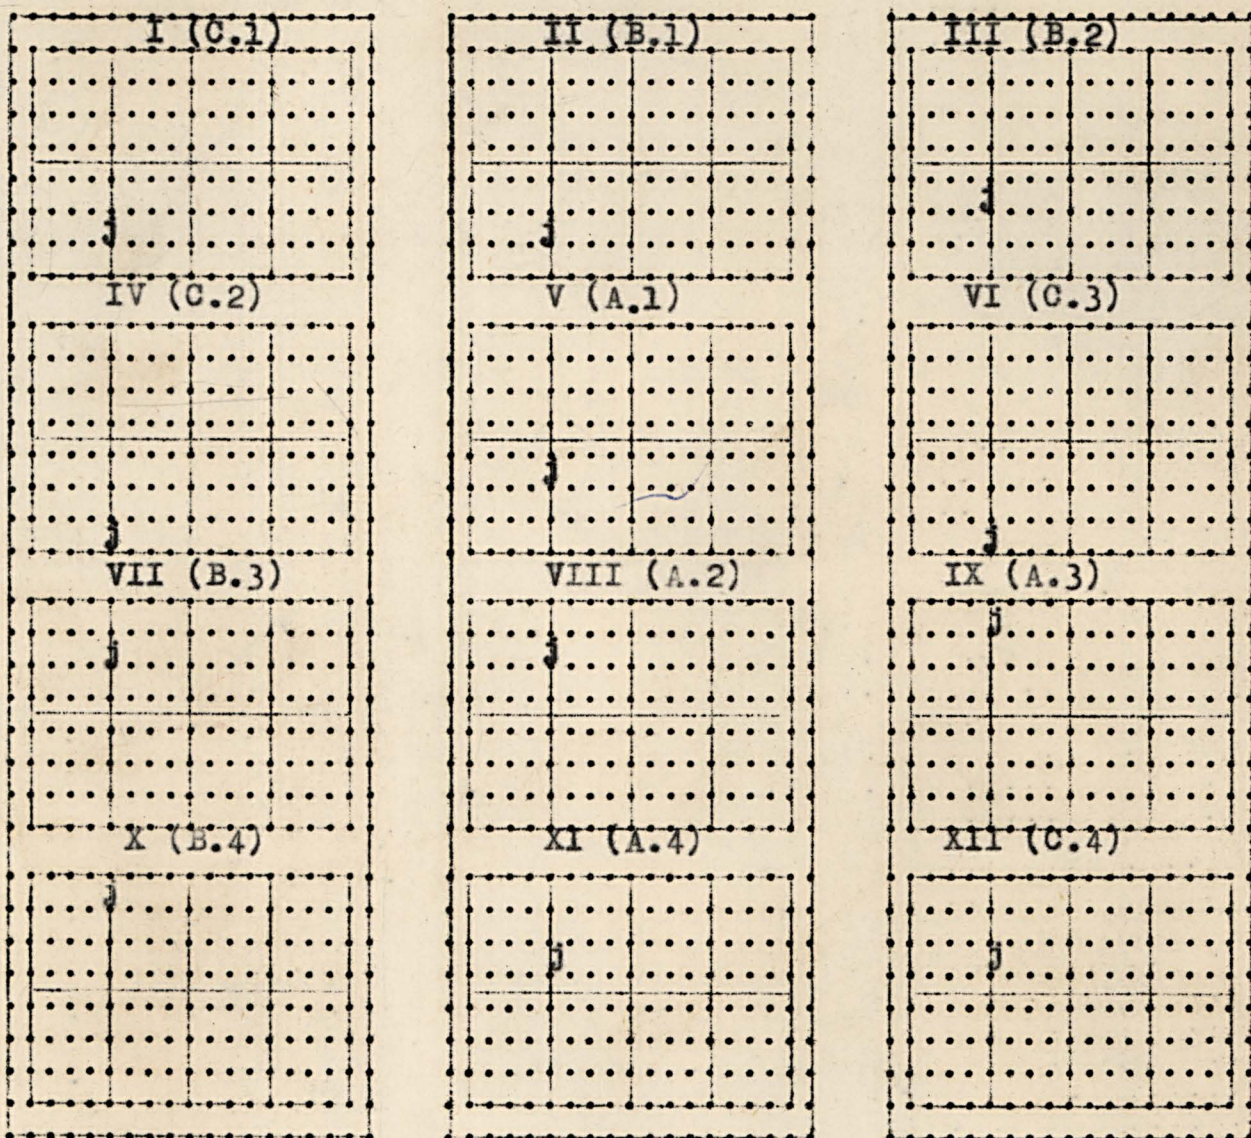 I (C.1) II (B.1) III (B.2)
j j j
IV (C.2) V (A.1) VI (C.3)
j j j
VII (B.3) VIII (A.2) IX (A.3)
j j j
X (B.4) XI (A.4) XII (C.4)
j j j